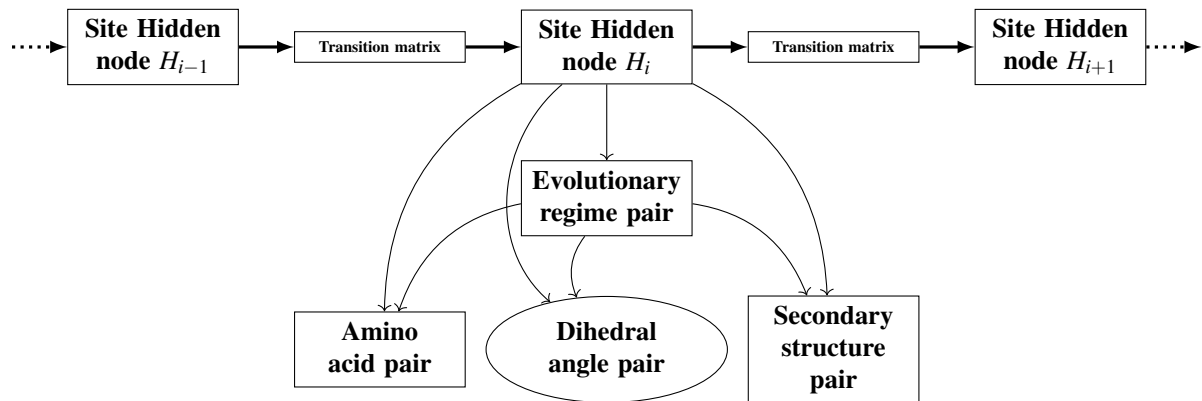 Site Hidden
node H_{i−1}
Transition matrix
Site Hidden
node H_i
Transition matrix
Site Hidden
node H_{i+1}
Evolutionary
regime pair
Amino
acid pair
Dihedral
angle pair
Secondary
structure
pair